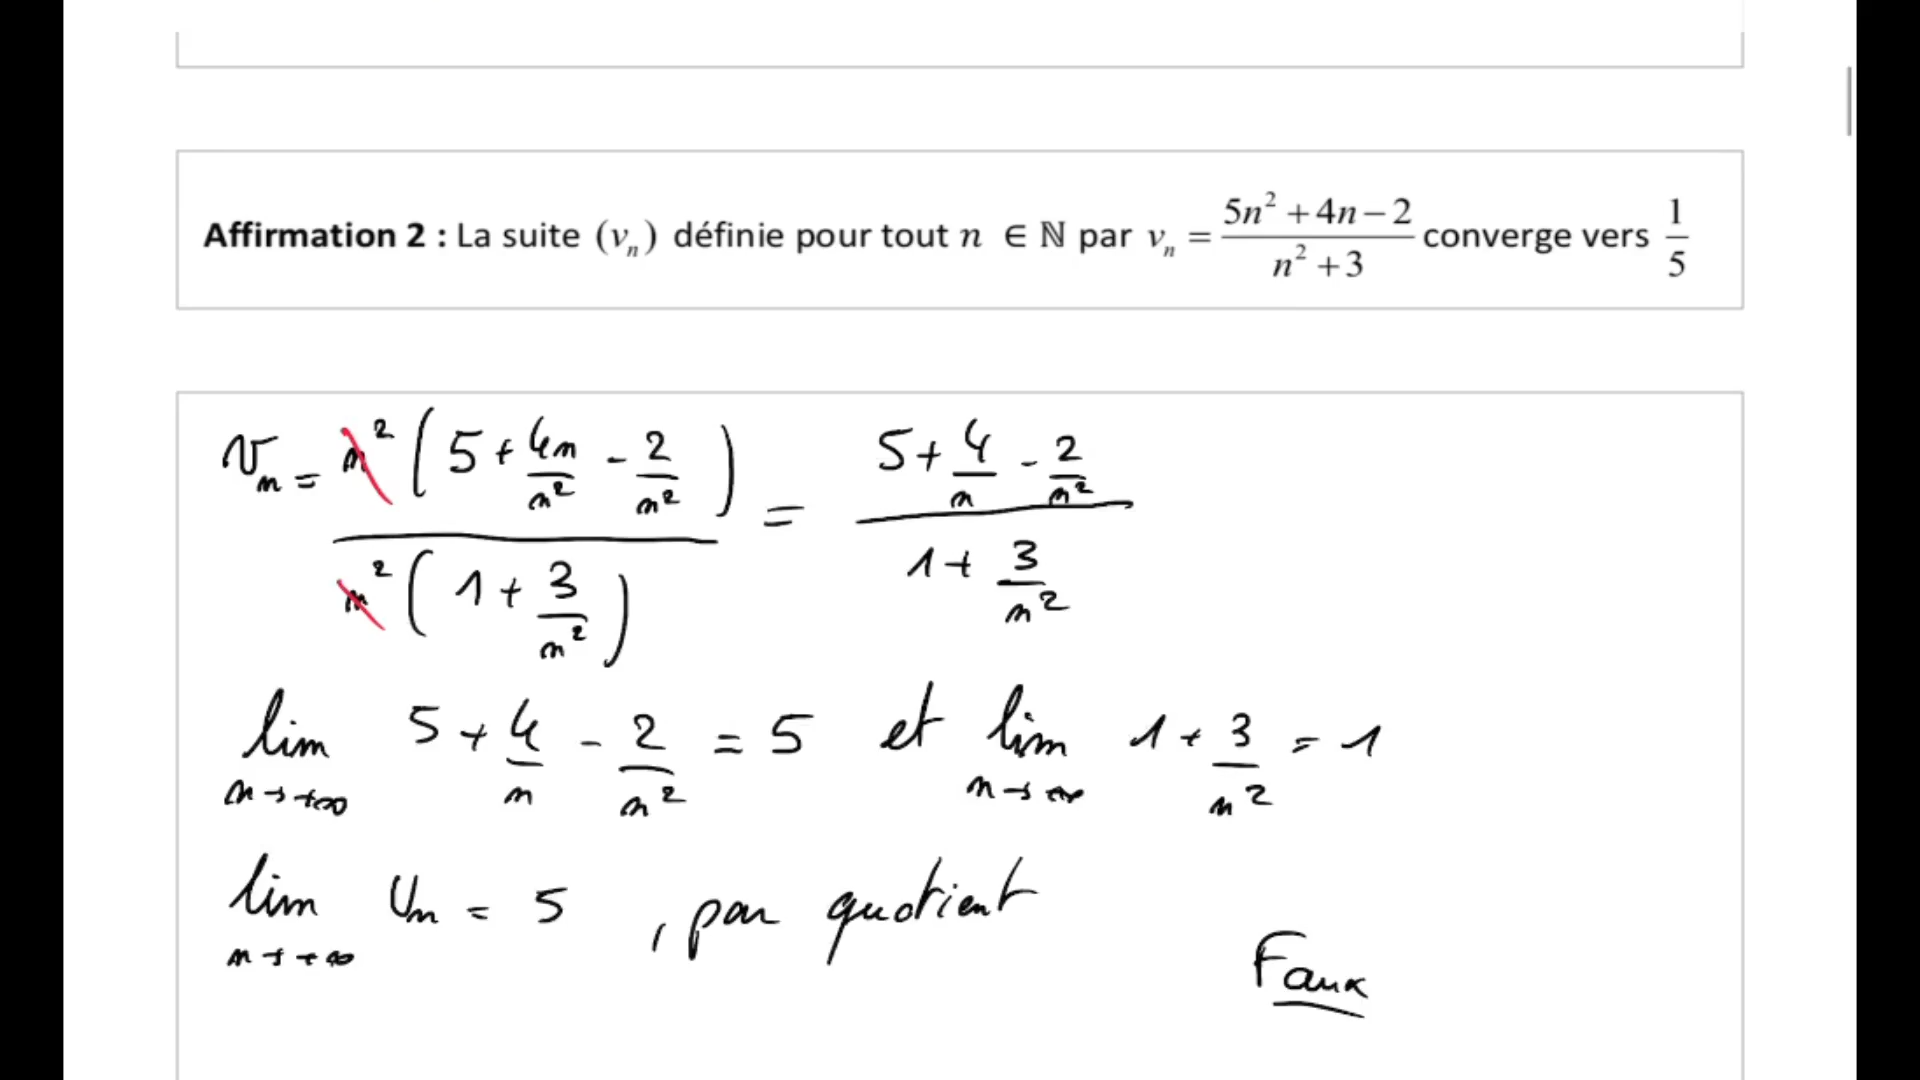 Affirmation 2 : La suite (vₙ) définie pour tout n ∈ ℕ par vₙ = (5n² + 4n − 2)/(n² + 3) converge vers 1/5
vₙ = n²(5 + 4n/n² - 2/n²) / n²(1 + 3/n²) = (5 + 4/n - 2/n²) / (1 + 3/n²)
lim n→+∞ 5 + 4/n - 2/n² = 5 et lim n→+∞ 1 + 3/n² = 1
lim n→+∞ Uₙ = 5, par quotient
Faux